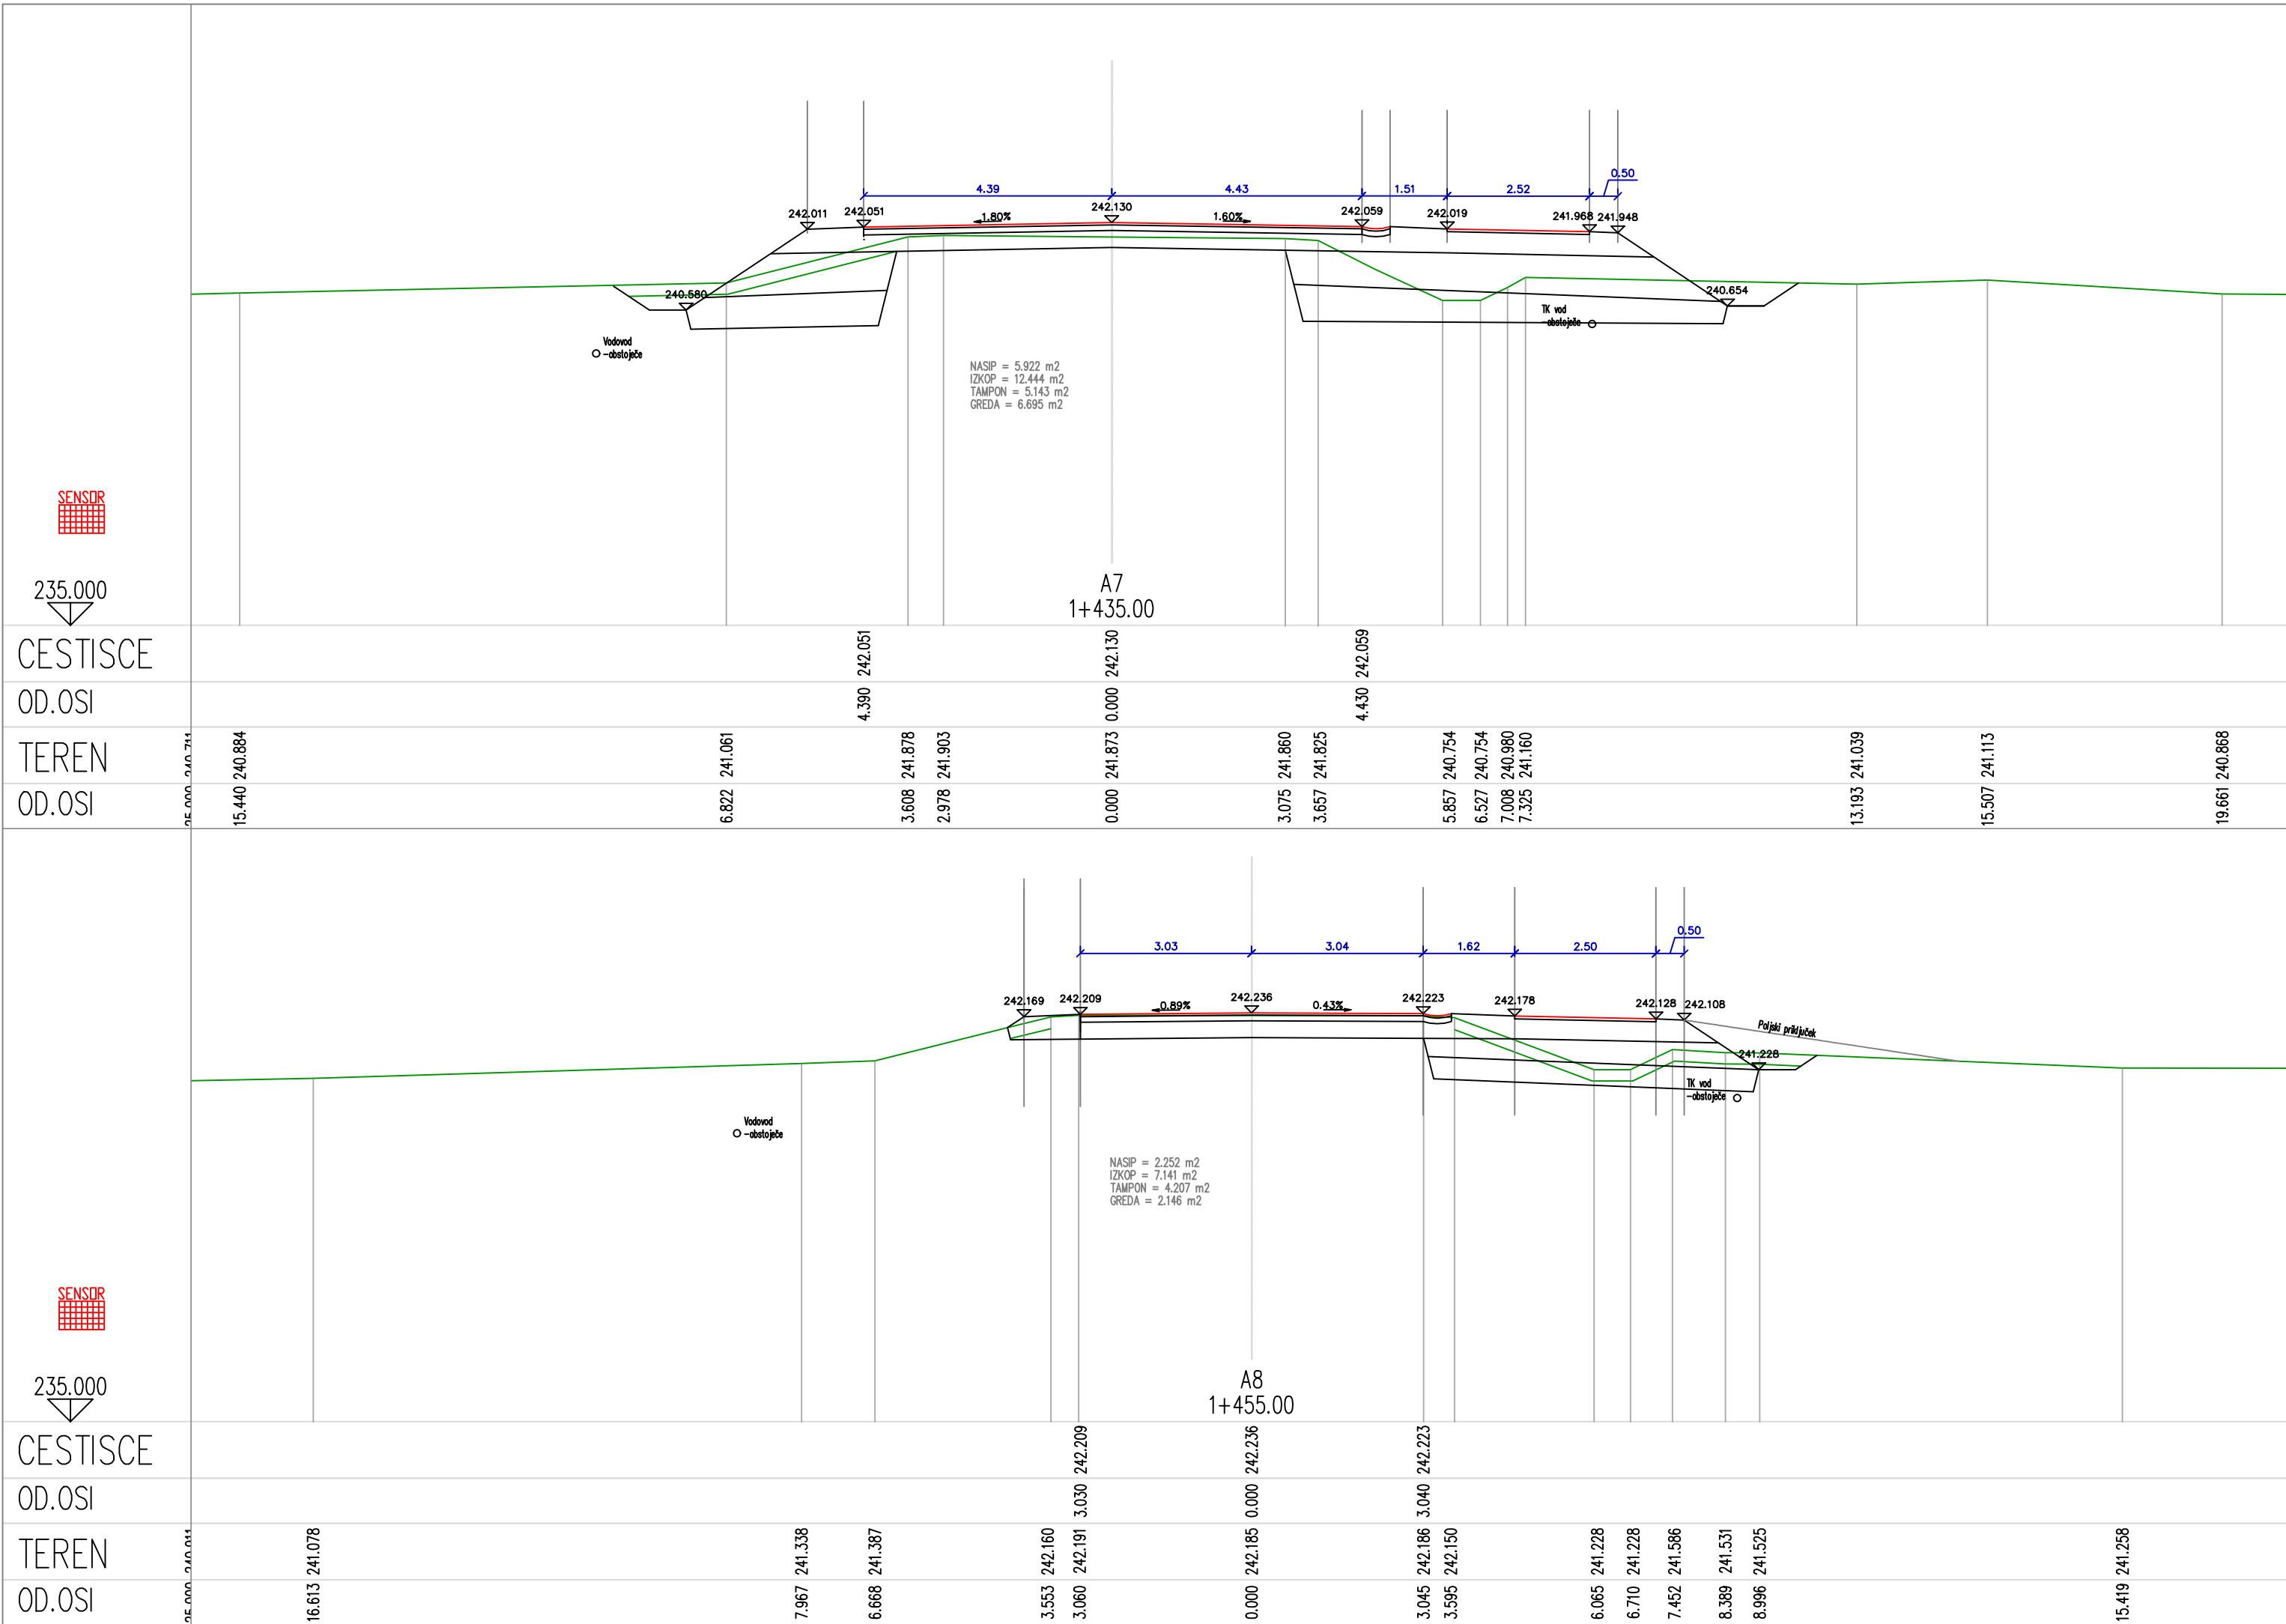 0.50
4.39 4.43 1.51 2.52
242.011 242.051 1.80% 242.130 1.60% 242.059 242.019 241.968 241.948
240.580 240.654
TK vod
-obstoječe
Vodovod
-obstoječe
NASIP = 5.922 m2
IZKOP = 12.444 m2
TAMPON = 5.143 m2
GREDA = 6.695 m2
SENSOR
235.000
A7
1+435.00
CESTISCE 242.051 242.130 242.059
OD.OSI 4.390 0.000 4.430
TEREN 240.884 241.061 241.878 241.903 241.873 241.860 241.825 240.754 240.754 240.980 241.160 241.039 241.113 240.868
OD.OSI 15.440 6.822 3.608 2.978 0.000 3.075 3.657 5.857 6.527 7.008 7.325 13.193 15.507 19.661
0.50
3.03 3.04 1.62 2.50
242.169 242.209 0.89% 242.236 0.43% 242.223 242.178 242.128 242.108
Poljski priključek
241.228
TK vod
-obstoječe
Vodovod
-obstoječe
NASIP = 2.252 m2
IZKOP = 7.141 m2
TAMPON = 4.207 m2
GREDA = 2.146 m2
SENSOR
235.000
A8
1+455.00
CESTISCE 242.209 242.236 242.223
OD.OSI 3.030 0.000 3.040
TEREN 241.078 241.338 241.387 242.160 242.191 242.185 242.186 242.150 241.228 241.228 241.586 241.531 241.525 241.258
OD.OSI 16.613 7.967 6.668 3.553 3.060 0.000 3.045 3.595 6.065 6.710 7.452 8.389 8.996 15.419